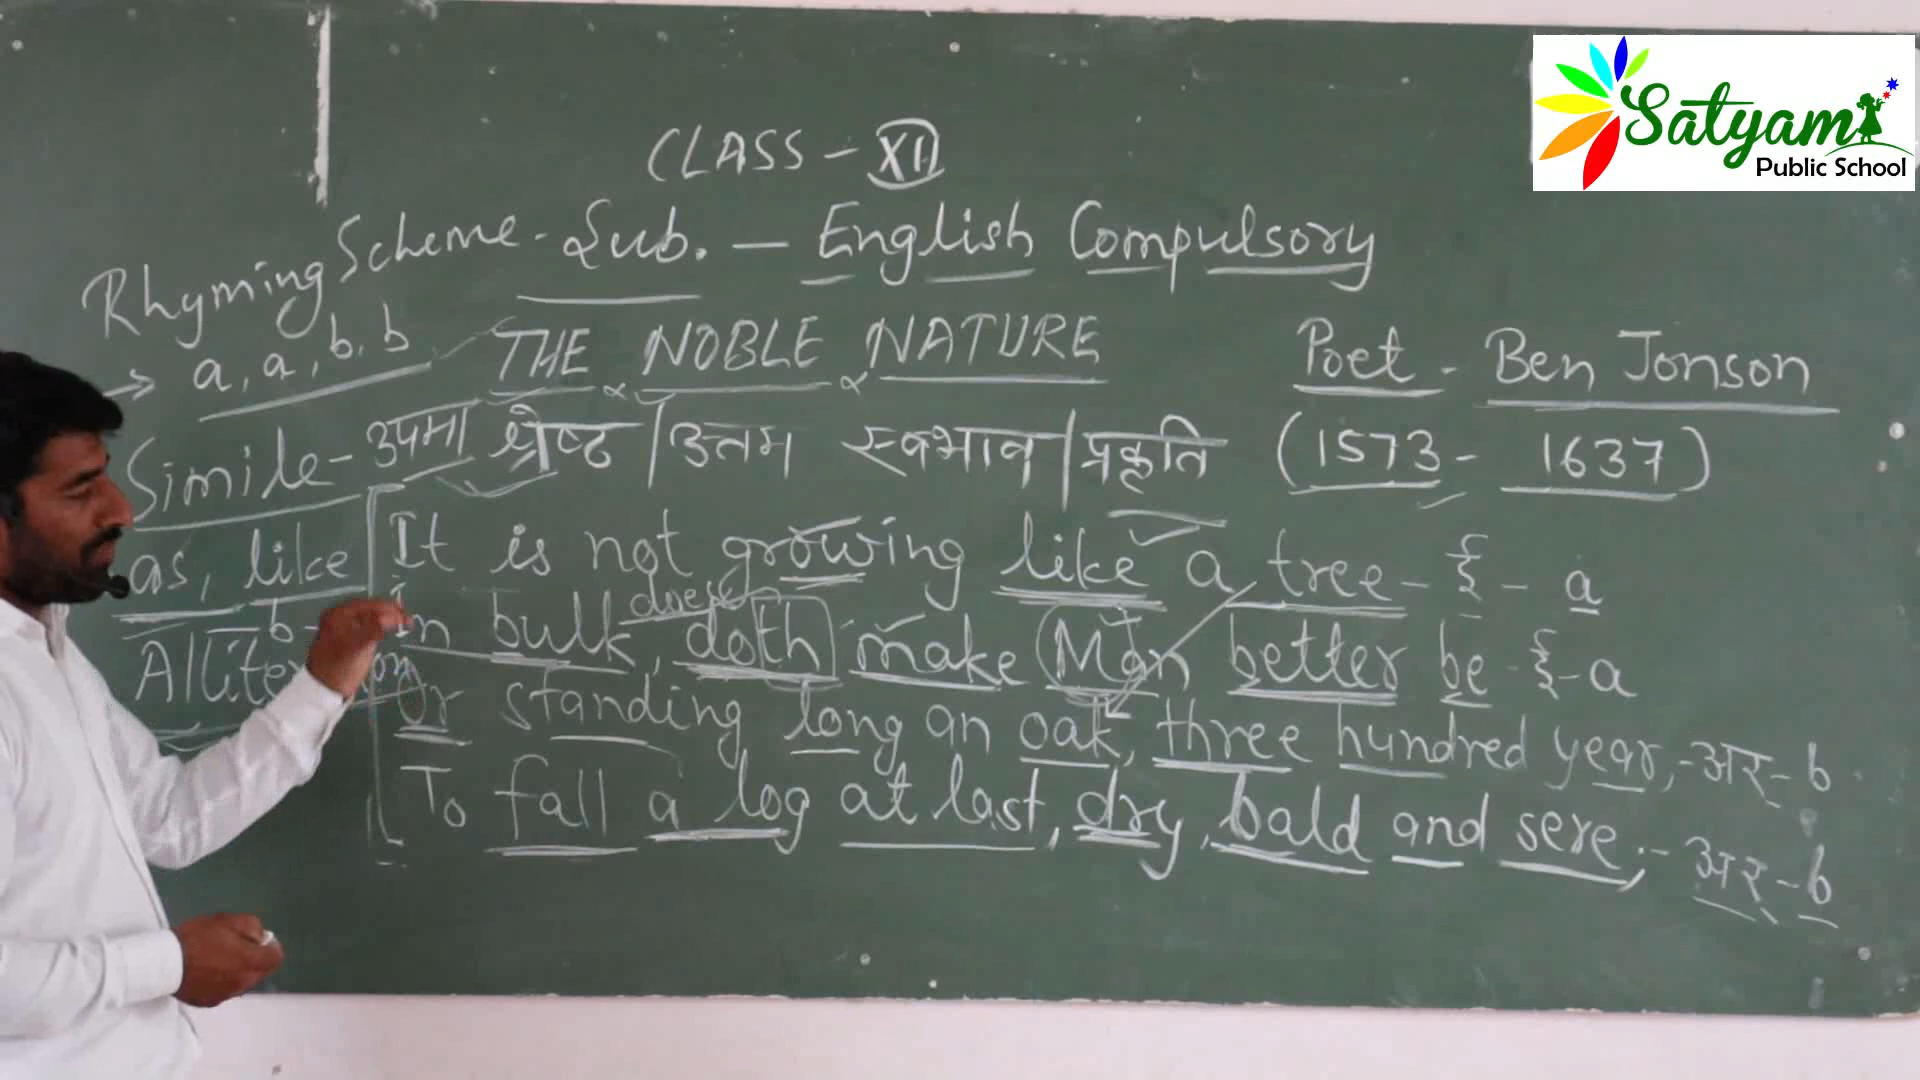 Satyam
Public School
CLASS - XII
Rhyming Scheme - Sub. - English Compulsory
→ a, a, b, b
THE NOBLE NATURE
Poet - Ben Jonson
Simile - उपमा
श्रेष्ठ | उत्तम स्वभाव | प्रकृति
(1573 - 1637)
as, like
It is not growing like a tree - ई - a
does
In bulk, doth make Man better be - ई - a
b -
Or standing long an oak, three hundred year, - अर - b
To fall a log at last, dry, bald and sere, - अर - b